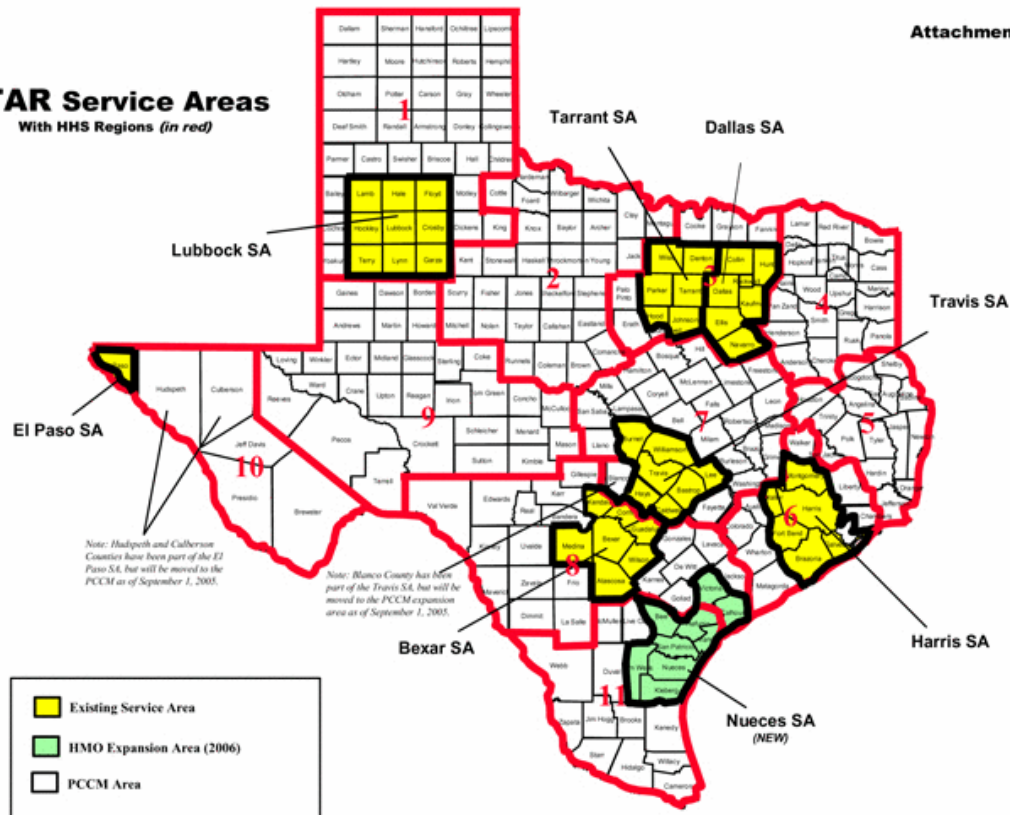 Attachmen
TAR Service Areas
With HHS Regions (in red)
Tarrant SA
Dallas SA
Travis SA
Lubbock SA
El Paso SA
Bexar SA
Harris SA
Nueces SA
(NEW)
Dallam Sherman Hansford Ochiltree Lipscomb
Hartley Moore Hutchinson Roberts Hemphill
Oldham Potter Carson Gray Wheeler
1
Deaf Smith Randall Armstrong Donley Collingsworth
Parmer Castro Swisher Briscoe Hall Childress
Bailey Lamb Hale Floyd Motley Cottle Foard Wilbarger Wichita
Hockley Lubbock Crosby Dickens King Knox Baylor Archer Clay
Terry Lynn Garza Kent Stonewall Haskell Throckmorton Young Jack
2
3
4
Gaines Dawson Borden Scurry Fisher Jones Shackelford Stephens Palo Pinto
Andrews Martin Howard Mitchell Nolan Taylor Callahan Eastland Erath
Cooke Grayson Fannin Lamar Red River Bowie
Wise Denton Collin Hunt Hopkins Cass
Parker Tarrant Dallas Kaufman Van Zandt Wood Upshur Harrison
Hood Johnson Ellis Navarro Smith Rusk Panola
Loving Winkler Ector Midland Glasscock Sterling Coke Runnels Coleman Brown Comanche
Hudspeth Culberson Reeves Ward Crane Upton Reagan Irion Tom Green Concho McCulloch
9
Jeff Davis Pecos Crockett Schleicher Menard Mason
10
Presidio Brewster Terrell Sutton Kimble
Hamilton Bosque Hill Freestone Anderson Cherokee Shelby
Mills Coryell McLennan Limestone Leon
San Saba Lampasas Bell Falls Robertson
7
Milam
5
Trinity Angelina Polk Tyler Hardin Liberty
Llano Burnet Williamson Burleson Walker
Travis Lee Bastrop Hays Caldwell Fayette
Montgomery Harris Fort Bend Brazoria
6
Val Verde Edwards Real Kerr Gillespie Kendall
Kinney Uvalde Medina Bexar Guadalupe Wilson Gonzales Lavaca
8
Maverick Zavala Frio Atascosa Karnes De Witt Goliad Victoria
Dimmit La Salle McMullen Live Oak Bee
Colorado Wharton Matagorda Calhoun
Webb Duval San Patricio Nueces Kleberg
11
Zapata Jim Hogg Brooks Kenedy
Starr Hidalgo Willacy Cameron
Note: Hudspeth and Culberson
Counties have been part of the El
Paso SA, but will be moved to the
PCCM as of September 1, 2005.
Note: Blanco County has been
part of the Travis SA, but will be
moved to the PCCM expansion
area as of September 1, 2005.
Existing Service Area
HMO Expansion Area (2006)
PCCM Area